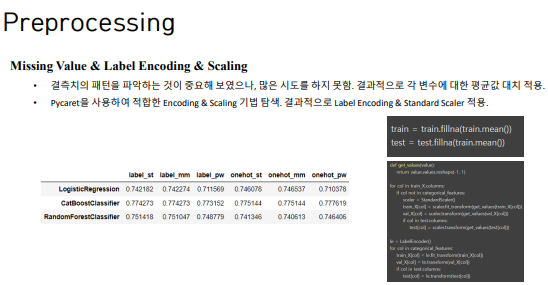 Preprocessing
Missing Value & Label Encoding & Scaling
• 결측치의 패턴을 파악하는 것이 중요해 보였으나, 많은 시도를 하지 못함. 결과적으로 각 변수에 대한 평균값 대치 적용.
• Pycaret을 사용하여 적합한 Encoding & Scaling 기법 탐색. 결과적으로 Label Encoding & Standard Scaler 적용.
label_st label_mm label_pw onehot_st onehot_mm onehot_pw
LogisticRegression 0.742182 0.742274 0.711569 0.746078 0.746537 0.710378
CatBoostClassifier 0.774273 0.774273 0.773152 0.775144 0.775144 0.777619
RandomForestClassifier 0.751418 0.751047 0.748779 0.741346 0.740613 0.746406
train = train.fillna(train.mean())
test = test.fillna(test.mean())
def get_values(value):
return value.values.reshape(-1, 1)
for col in train_X.columns:
if col not in categorical_features:
scaler = StandardScaler()
train_X[col] = scaler.fit_transform(get_values(train_X[col]))
val_X[col] = scaler.transform(get_values(val_X[col]))
if col in test.columns:
test[col] = scaler.transform(get_values(test[col]))
le = LabelEncoder()
for col in categorical_features:
train_X[col] = le.fit_transform(train_X[col])
val_X[col] = le.transform(val_X[col])
if col in test.columns:
test[col] = le.transform(test[col])